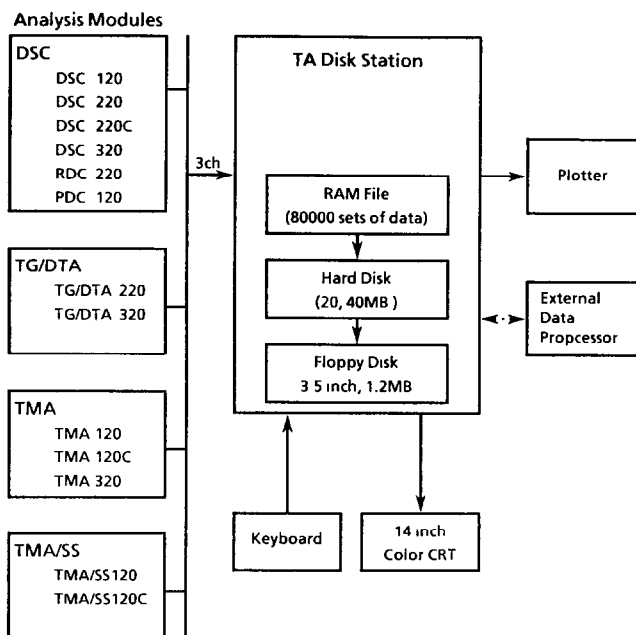 Analysis Modules
DSC
DSC 120
DSC 220
DSC 220C
DSC 320
RDC 220
PDC 120
TG/DTA
TG/DTA 220
TG/DTA 320
TMA
TMA 120
TMA 120C
TMA 320
TMA/SS
TMA/SS120
TMA/SS120C
3ch
TA Disk Station
RAM File
(80000 sets of data)
Hard Disk
(20, 40MB )
Floppy Disk
3 5 inch, 1.2MB
Plotter
External
Data
Propcessor
Keyboard
14 inch
Color CRT